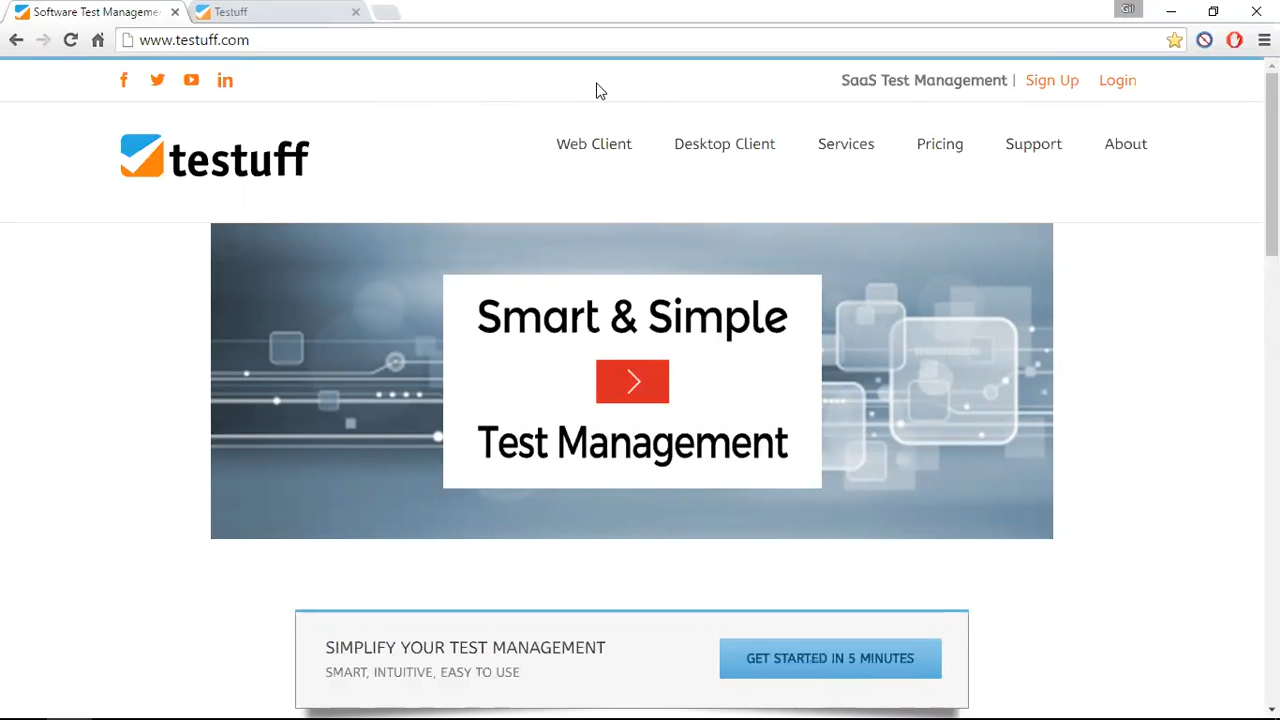 Software Test Manageme
Testuff
Gil
www.testuff.com
SaaS Test Management | Sign Up Login
testuff
Web Client Desktop Client Services Pricing Support About
Smart & Simple
Test Management
SIMPLIFY YOUR TEST MANAGEMENT
SMART, INTUITIVE, EASY TO USE
GET STARTED IN 5 MINUTES